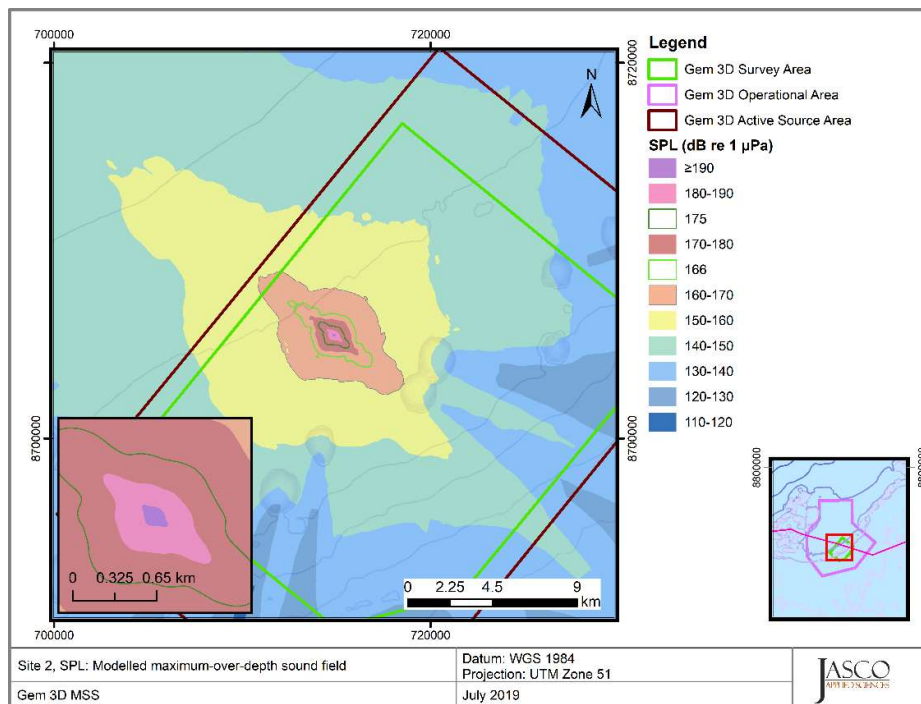 700000
720000
8720000
N
8700000
8700000
0 0.325 0.65 km
0 2.25 4.5 9
km
700000
720000
Legend
Gem 3D Survey Area
Gem 3D Operational Area
Gem 3D Active Source Area
SPL (dB re 1 µPa)
≥190
180-190
175
170-180
166
160-170
150-160
140-150
130-140
120-130
110-120
8800000
Site 2, SPL: Modelled maximum-over-depth sound field
Datum: WGS 1984
Projection: UTM Zone 51
Gem 3D MSS
July 2019
JASCO
APPLIED SCIENCES